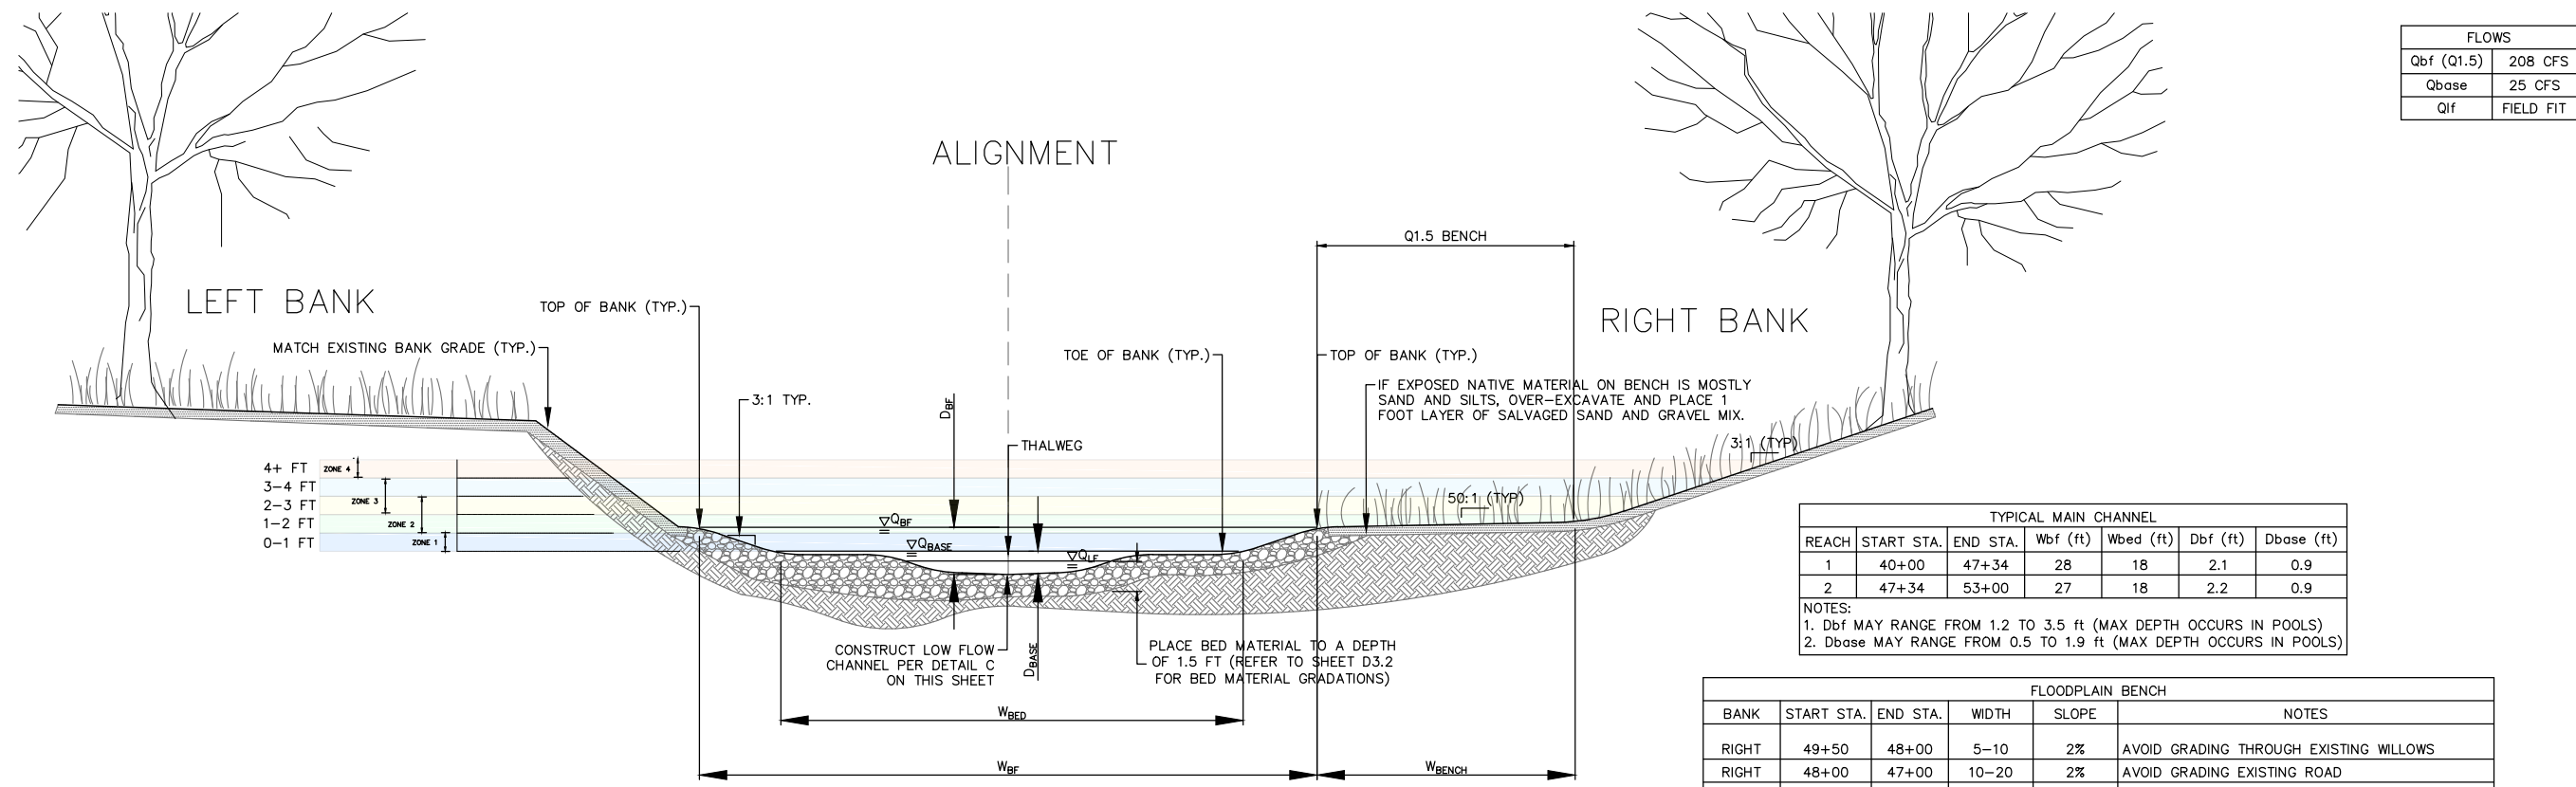 FLOWS
Qbf (Q1.5) 208 CFS
Qbase 25 CFS
Qlf FIELD FIT
ALIGNMENT
Q1.5 BENCH
LEFT BANK
TOP OF BANK (TYP.)
RIGHT BANK
MATCH EXISTING BANK GRADE (TYP.)
TOE OF BANK (TYP.)
TOP OF BANK (TYP.)
IF EXPOSED NATIVE MATERIAL ON BENCH IS MOSTLY
SAND AND SILTS, OVER-EXCAVATE AND PLACE 1
FOOT LAYER OF SALVAGED SAND AND GRAVEL MIX.
3:1 TYP.
DBF
THALWEG
3:1 (TYP)
4+ FT ZONE 4
3-4 FT
2-3 FT ZONE 3
1-2 FT ZONE 2
0-1 FT ZONE 1
50:1 (TYP)
QBF
QBASE
QLF
TYPICAL MAIN CHANNEL
REACH START STA. END STA. Wbf (ft) Wbed (ft) Dbf (ft) Dbase (ft)
1 40+00 47+34 28 18 2.1 0.9
2 47+34 53+00 27 18 2.2 0.9
NOTES:
1. Dbf MAY RANGE FROM 1.2 TO 3.5 ft (MAX DEPTH OCCURS IN POOLS)
2. Dbase MAY RANGE FROM 0.5 TO 1.9 ft (MAX DEPTH OCCURS IN POOLS)
CONSTRUCT LOW FLOW
CHANNEL PER DETAIL C
ON THIS SHEET
DBASE
PLACE BED MATERIAL TO A DEPTH
OF 1.5 FT (REFER TO SHEET D3.2
FOR BED MATERIAL GRADATIONS)
WBED
WBF
WBENCH
FLOODPLAIN BENCH
BANK START STA. END STA. WIDTH SLOPE NOTES
RIGHT 49+50 48+00 5-10 2% AVOID GRADING THROUGH EXISTING WILLOWS
RIGHT 48+00 47+00 10-20 2% AVOID GRADING EXISTING ROAD